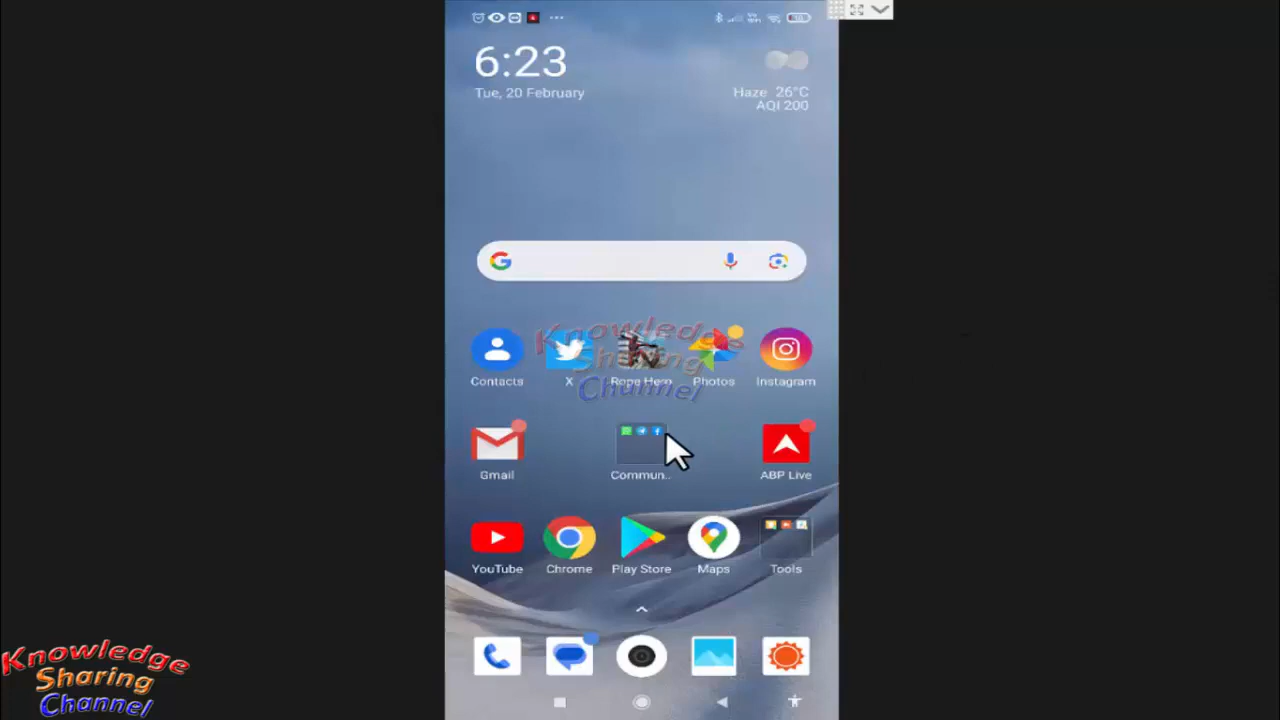 6:23
Tue, 20 February
Haze 26°C
AQI 200
Knowledge
Sharing
Channel
Contacts
X
Rope Hero
Photos
Instagram
Gmail
Commun..
ABP Live
YouTube
Chrome
Play Store
Maps
Tools
Knowledge
Sharing
Channel